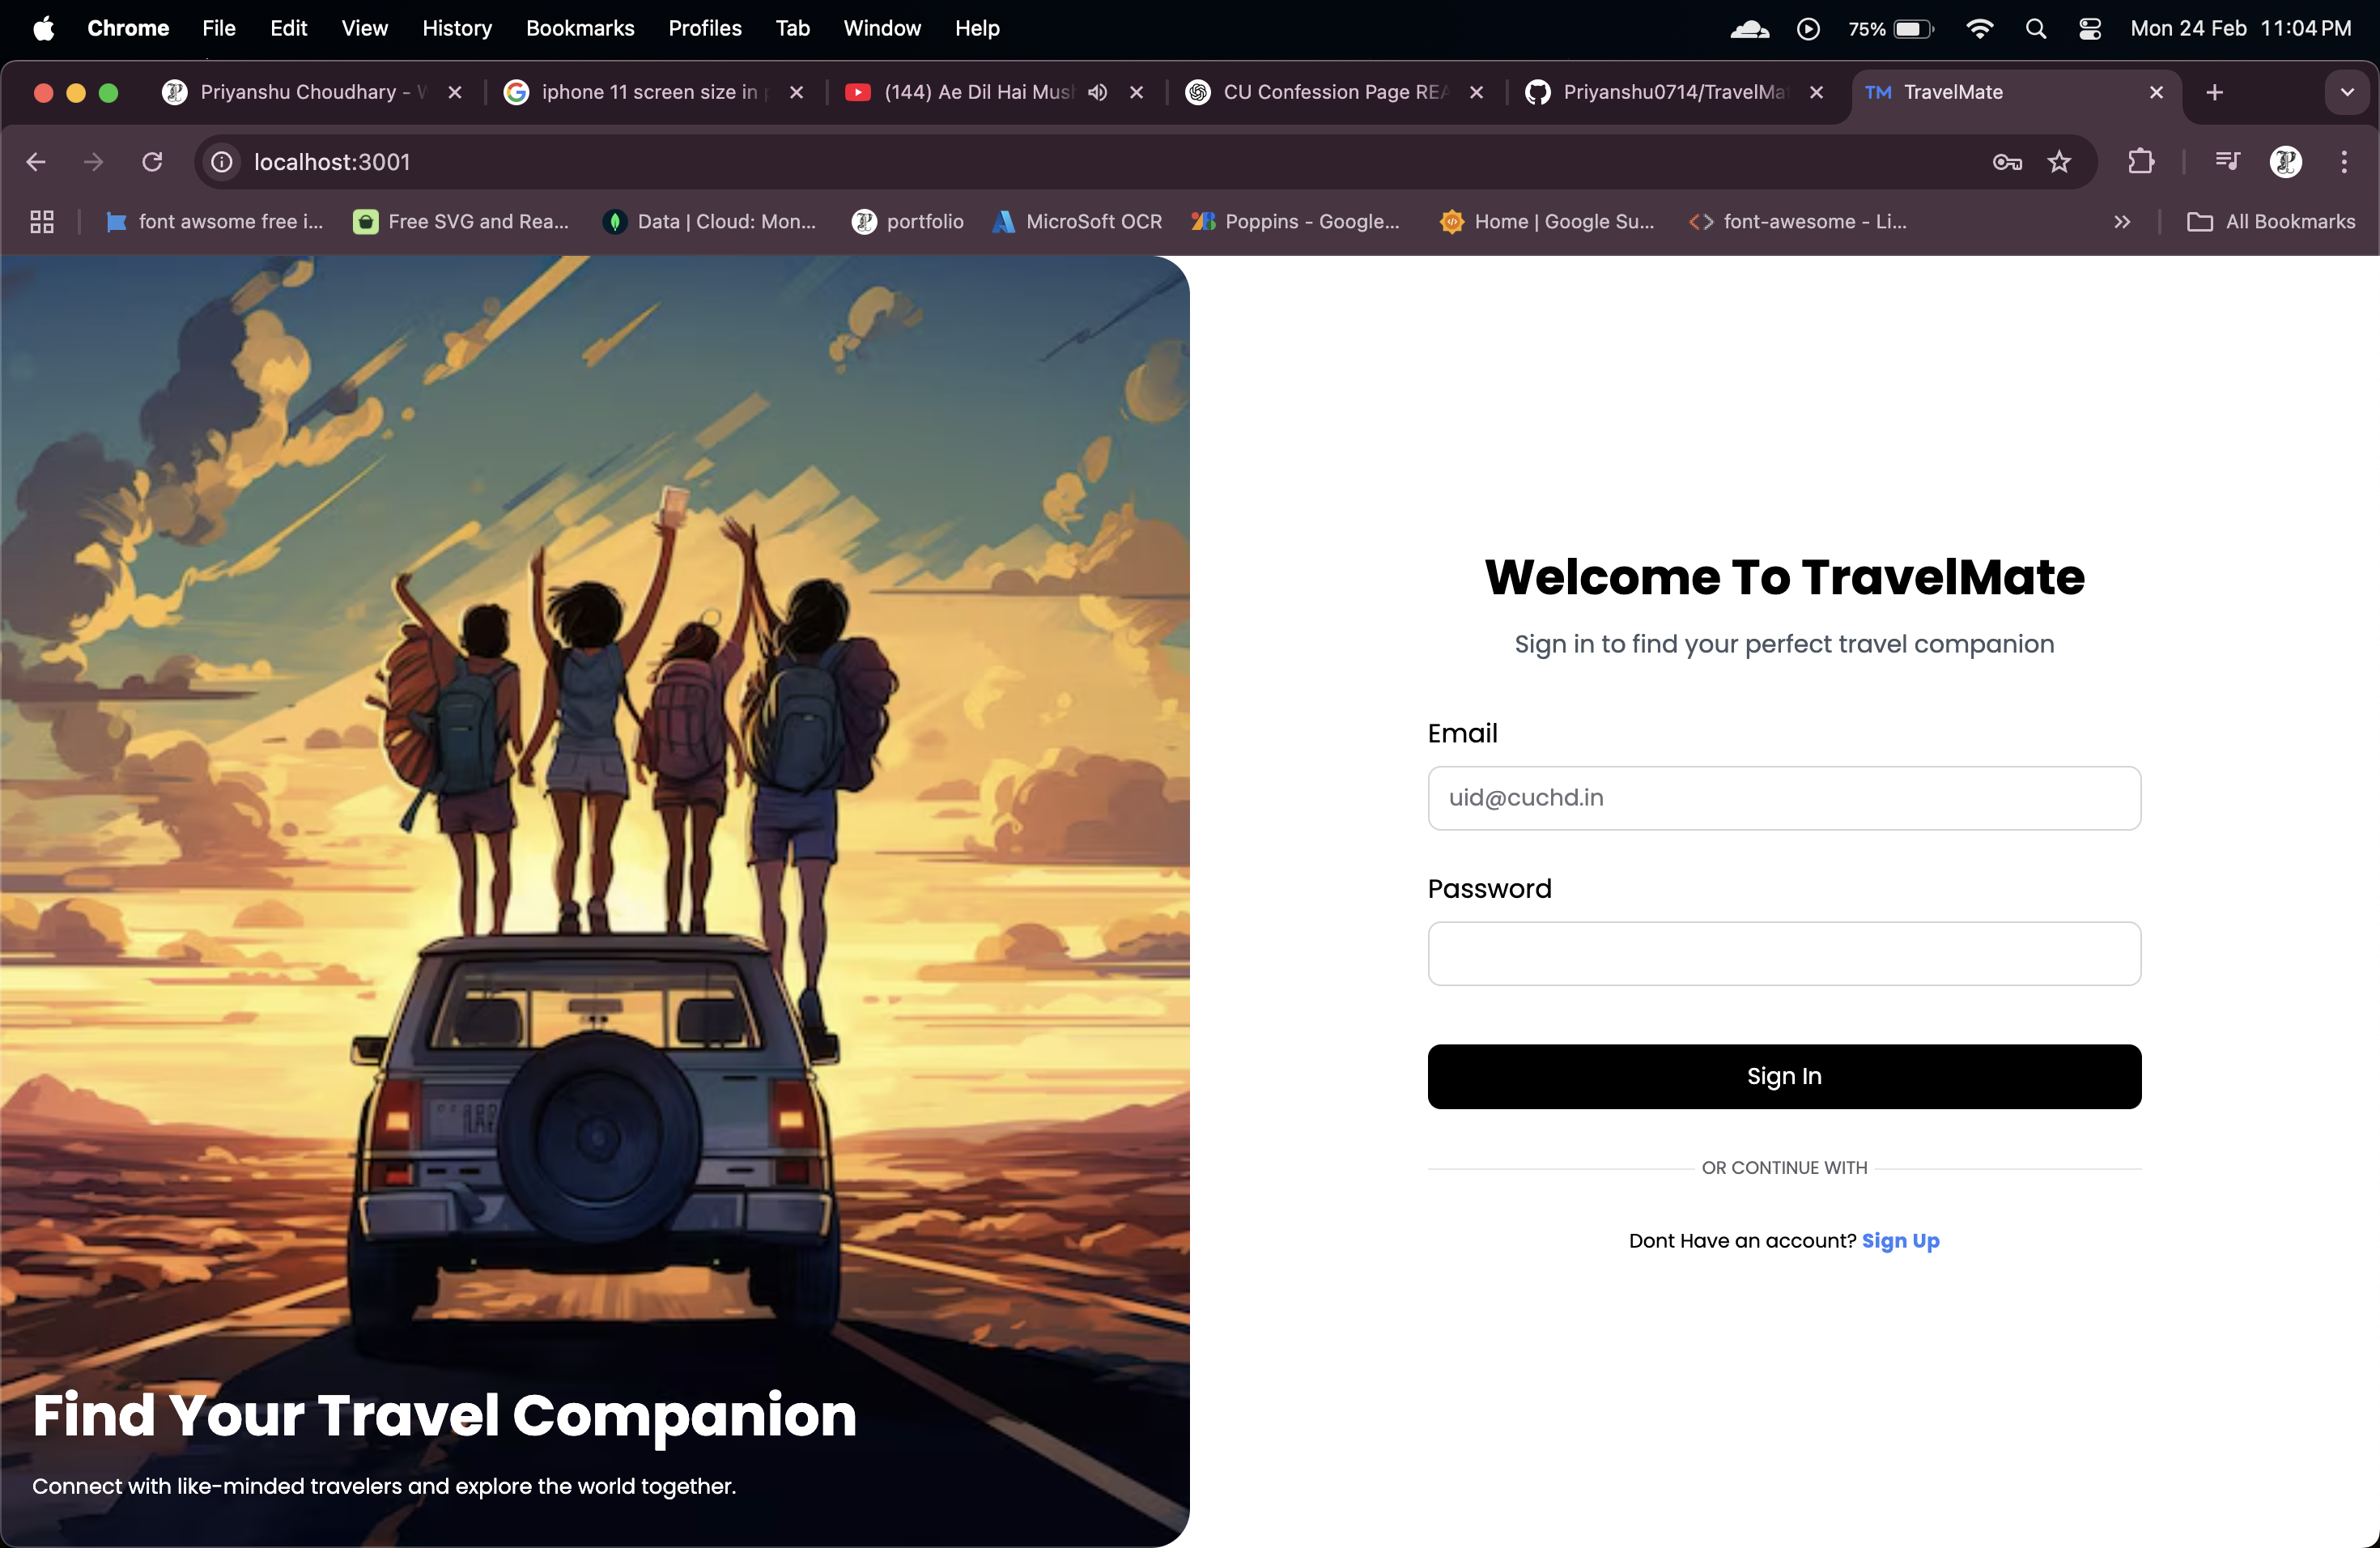 Chrome File Edit View History Bookmarks Profiles Tab Window Help 75% Mon 24 Feb 11:04 PM
Priyanshu Choudhary - iphone 11 screen size in (144) Ae Dil Hai Mus CU Confession Page REA Priyanshu0714/TravelMa TM TravelMate
localhost:3001
font awsome free i... Free SVG and Rea... Data | Cloud: Mon... portfolio MicroSoft OCR Poppins - Google... Home | Google Su... font-awesome - Li... All Bookmarks
Welcome To TravelMate
Sign in to find your perfect travel companion
Email
uid@cuchd.in
Password
Sign In
OR CONTINUE WITH
Dont Have an account? Sign Up
Find Your Travel Companion
Connect with like-minded travelers and explore the world together.